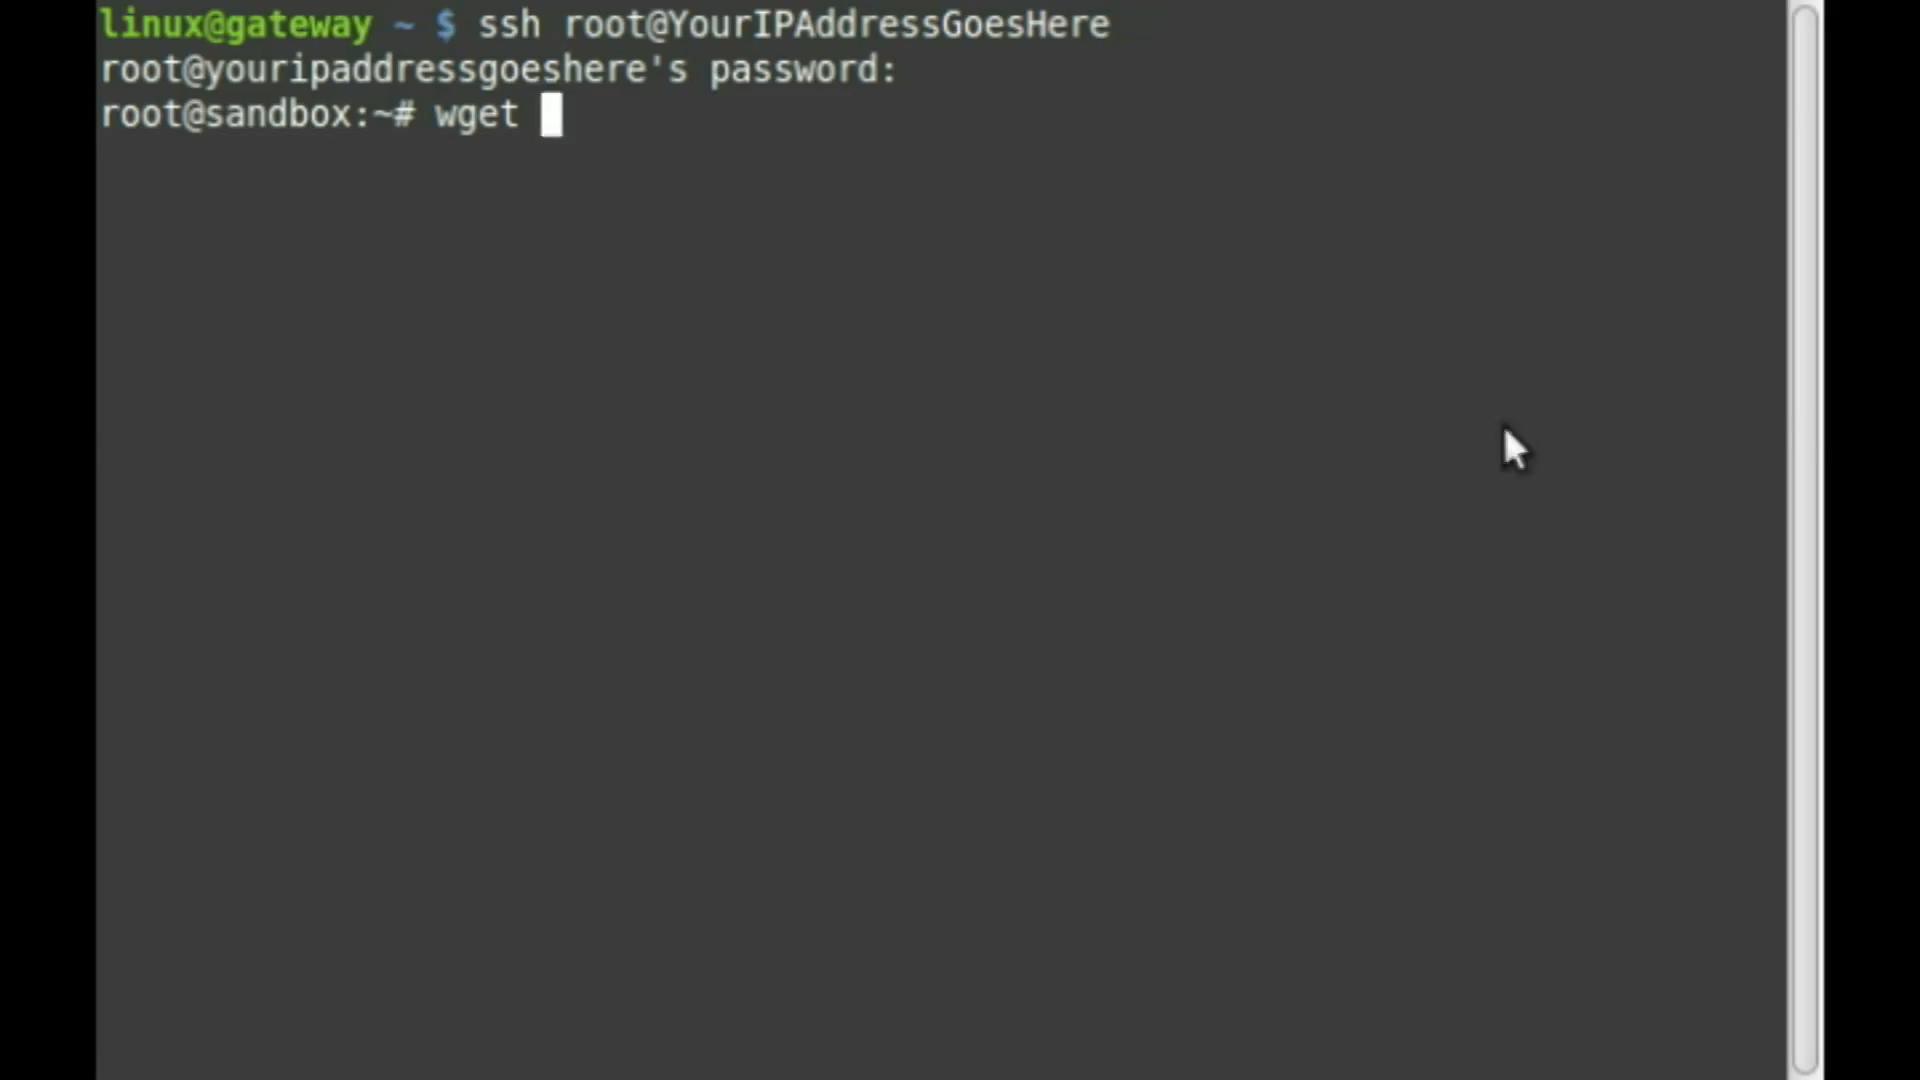 linux@gateway ~ $ ssh root@YourIPAddressGoesHere
root@youripaddressgoeshere's password:
root@sandbox:~# wget